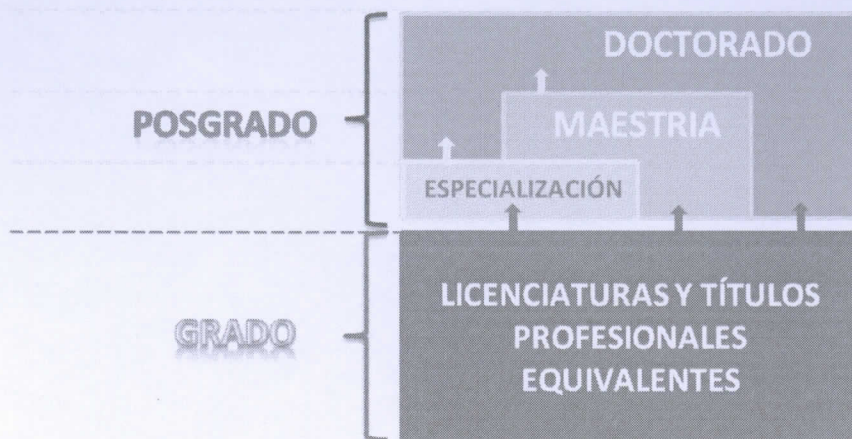 DOCTORADO
POSGRADO
MAESTRIA
ESPECIALIZACIÓN
LICENCIATURAS Y TÍTULOS
PROFESIONALES
EQUIVALENTES
GRADO